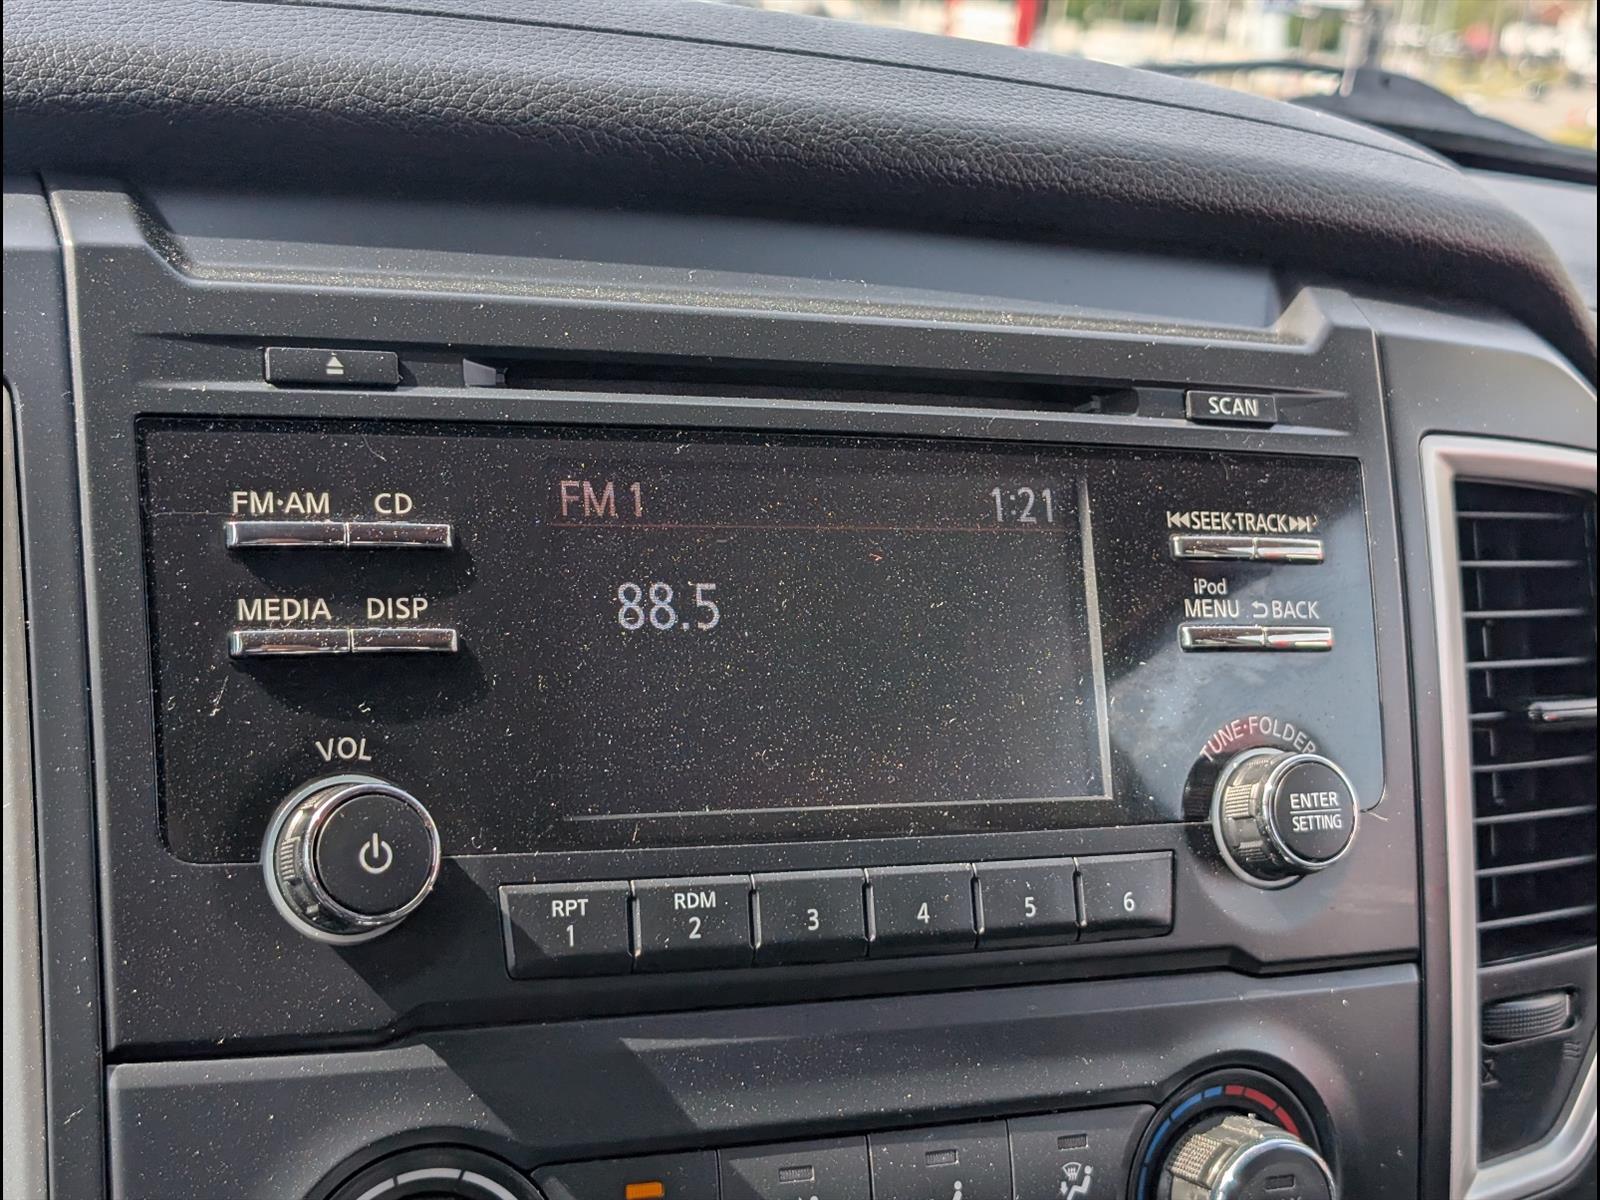 SCAN
FM·AM CD
FM 1 1:21
SEEK·TRACK
88.5
iPod
MENU BACK
MEDIA DISP
VOL
TUNE·FOLDER
ENTER
SETTING
RPT
1
RDM
2
3
4
5
6